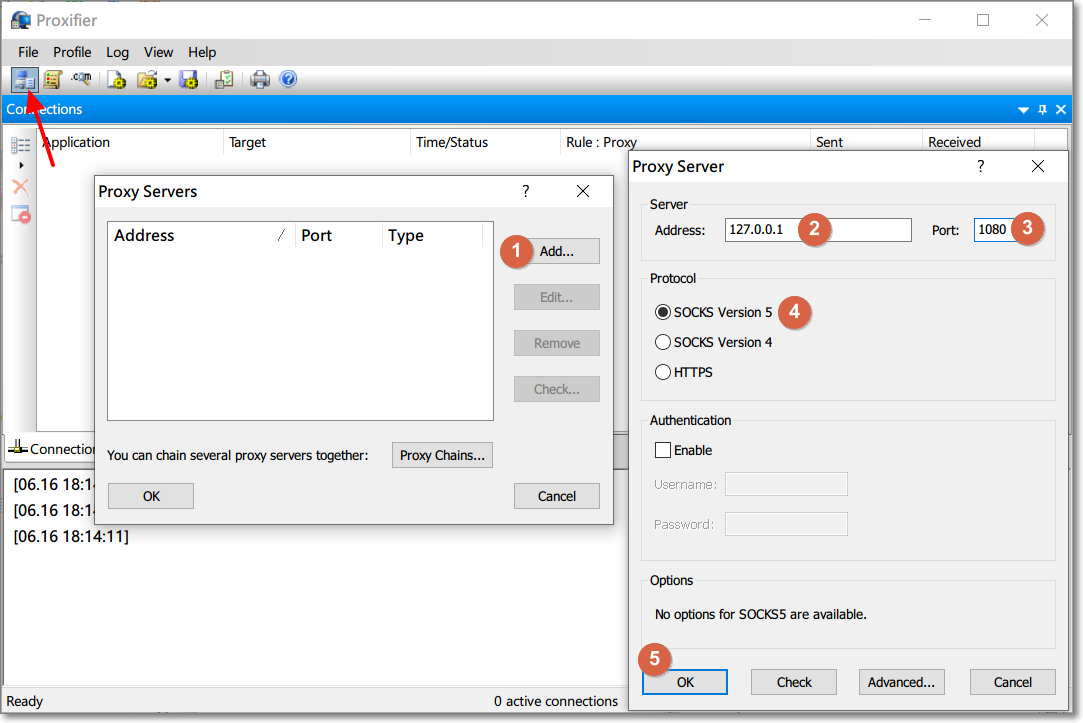 Proxifier
File Profile Log View Help
Connections
Application Target Time/Status Rule : Proxy Sent Received
Proxy Servers ?
Address / Port Type
1 Add...
Edit...
Remove
Check...
You can chain several proxy servers together: Proxy Chains...
OK Cancel
Proxy Server ?
Server
Address: 127.0.0.1 2 Port: 1080 3
Protocol
SOCKS Version 5 4
SOCKS Version 4
HTTPS
Authentication
Enable
Username:
Password:
Options
No options for SOCKS5 are available.
5
OK Check Advanced... Cancel
Connection
[06.16 18:14
[06.16 18:14
[06.16 18:14:11]
Ready 0 active connections